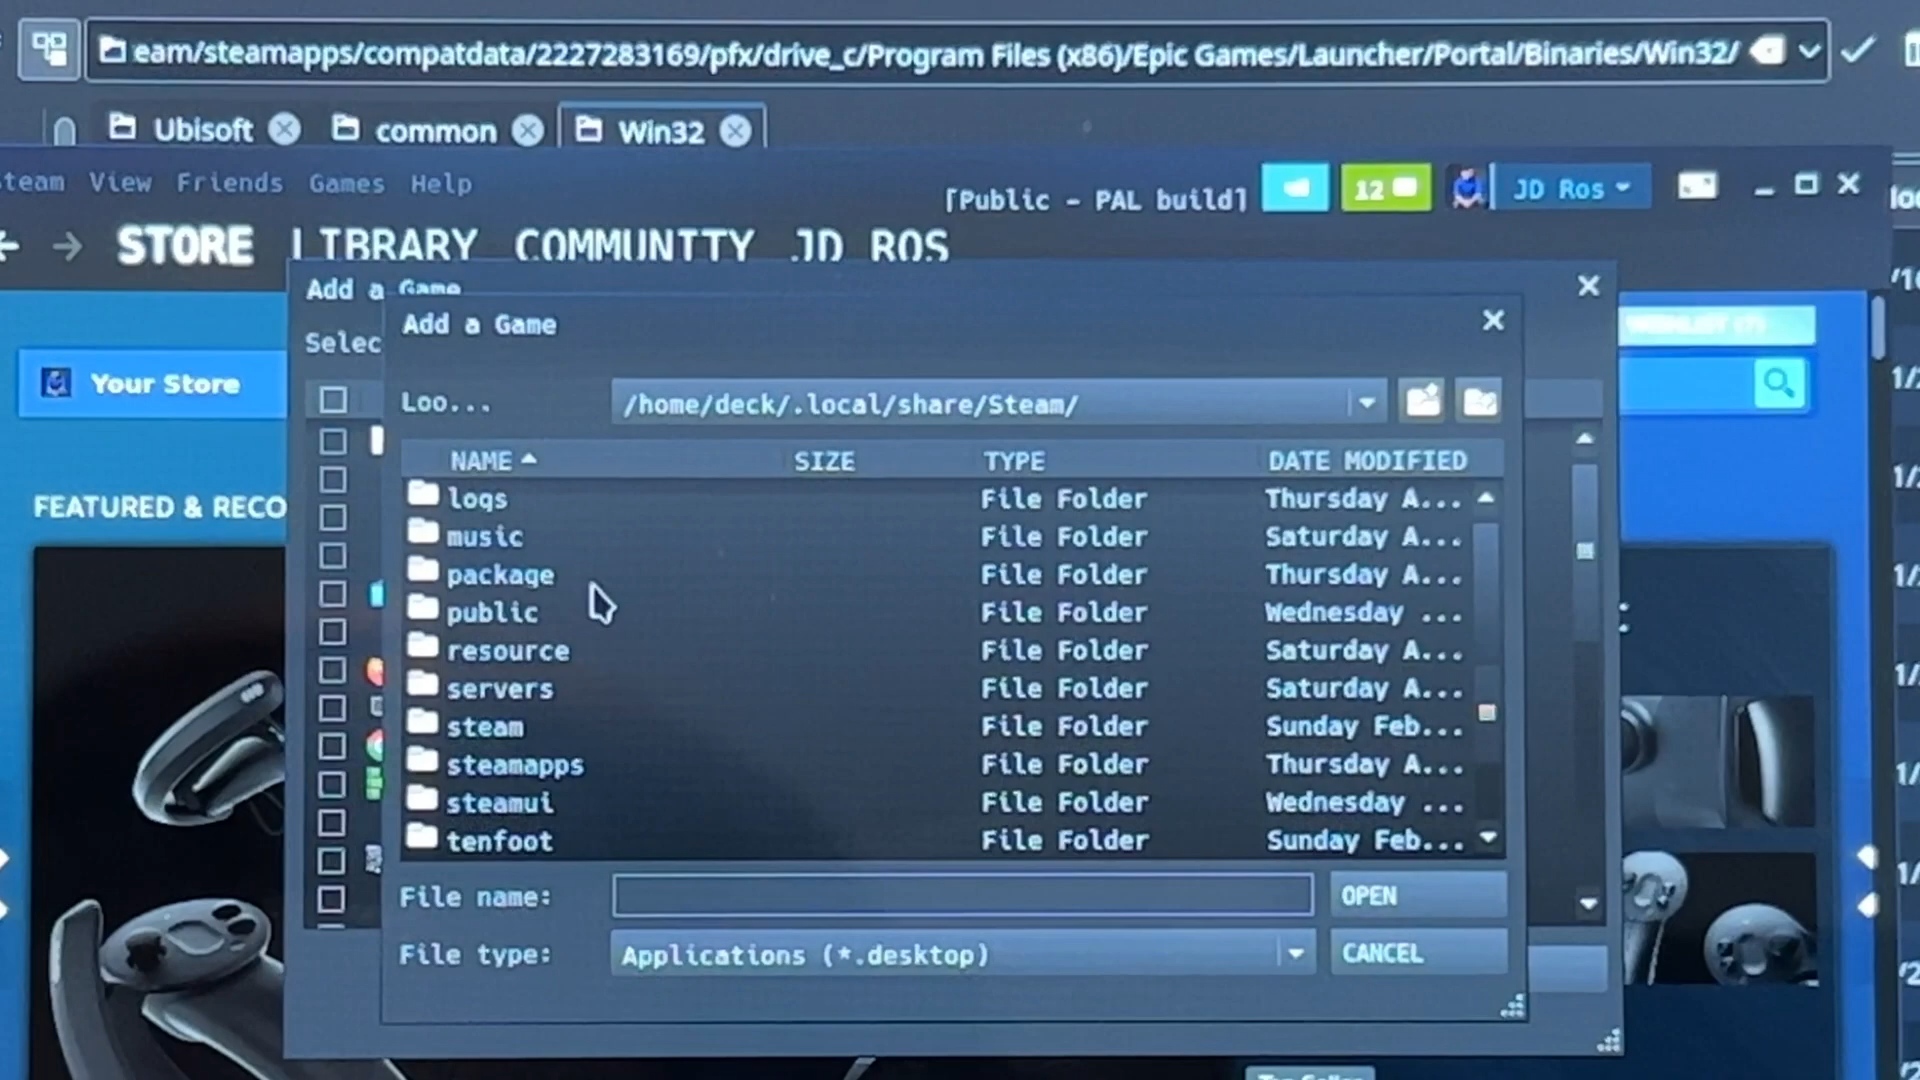 eam/steamapps/compatdata/2227283169/pfx/drive_c/Program Files (x86)/Epic Games/Launcher/Portal/Binaries/Win32/
Ubisoft common Win32
team View Friends Games Help
[Public - PAL build] 12 JD Ros
STORE LIBRARY COMMUNITY JD ROS
Add a Game
Add a Game
Selec
WISHLIST (7)
Your Store
Loo... /home/deck/.local/share/Steam/
NAME SIZE TYPE DATE MODIFIED
FEATURED & RECO
logs File Folder Thursday A...
music File Folder Saturday A...
package File Folder Thursday A...
public File Folder Wednesday ...
resource File Folder Saturday A...
servers File Folder Saturday A...
steam File Folder Sunday Feb...
steamapps File Folder Thursday A...
steamui File Folder Wednesday ...
tenfoot File Folder Sunday Feb...
File name: OPEN
File type: Applications (*.desktop) CANCEL